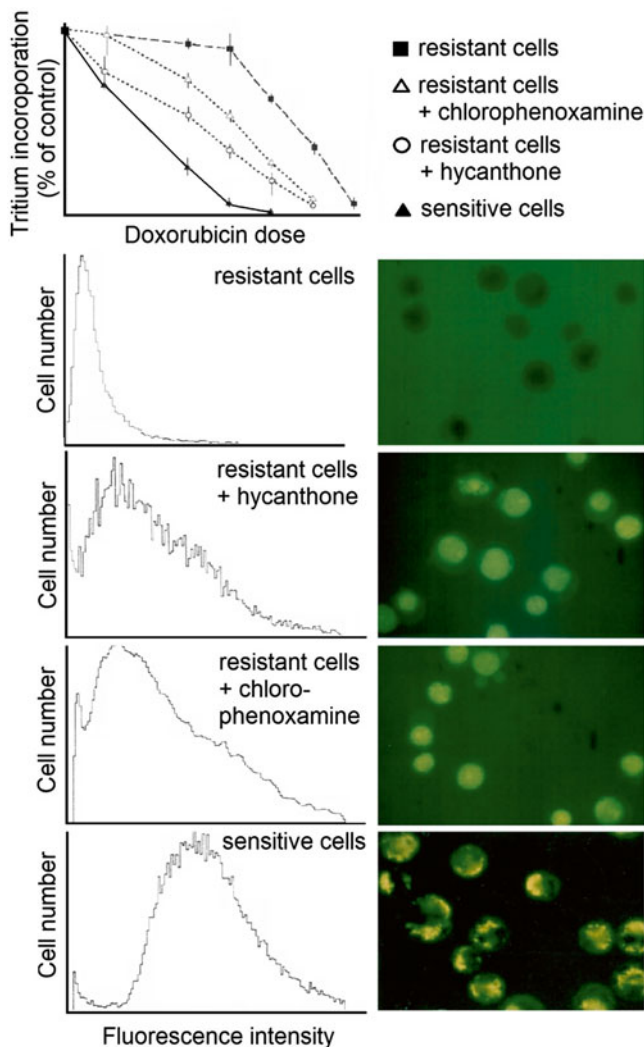 Tritium incoroporation
(% of control)
Doxorubicin dose
resistant cells
resistant cells
+ chlorophenoxamine
resistant cells
+ hycanthone
sensitive cells
Cell number
resistant cells
Cell number
resistant cells
+ hycanthone
Cell number
resistant cells
+ chloro-
phenoxamine
Cell number
sensitive cells
Fluorescence intensity